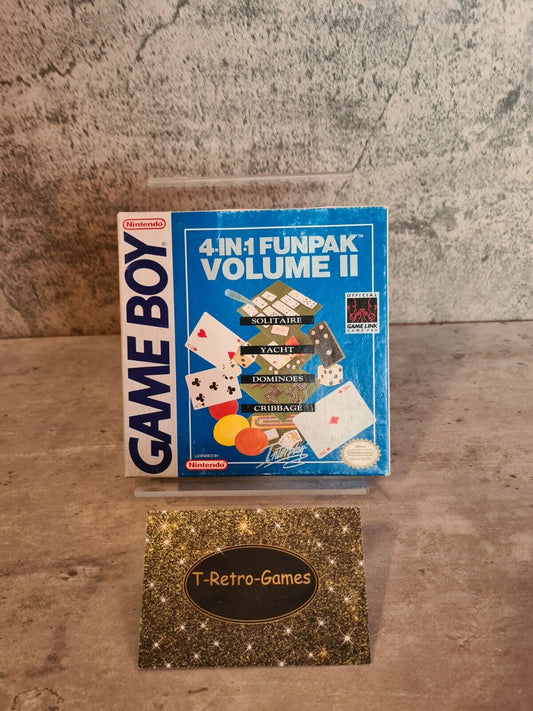 Nintendo
GAME BOY
4-IN-1 FUNPAK™
VOLUME II
SOLITAIRE
YACHT
DOMINOES
CRIBBAGE
OFFICIAL
GAME LINK
LICENSED BY
Nintendo
Interplay
T-Retro-Games